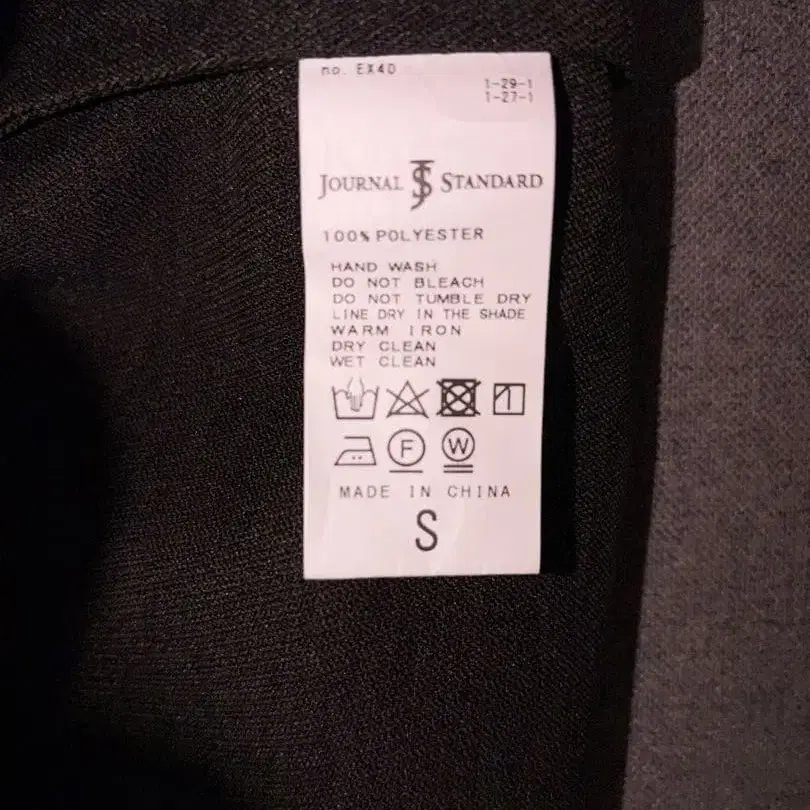 no. EX4D
1-29-1
1-27-1
JOURNAL JS STANDARD
100% POLYESTER
HAND WASH
DO NOT BLEACH
DO NOT TUMBLE DRY
LINE DRY IN THE SHADE
WARM IRON
DRY CLEAN
WET CLEAN
F W
MADE IN CHINA
S